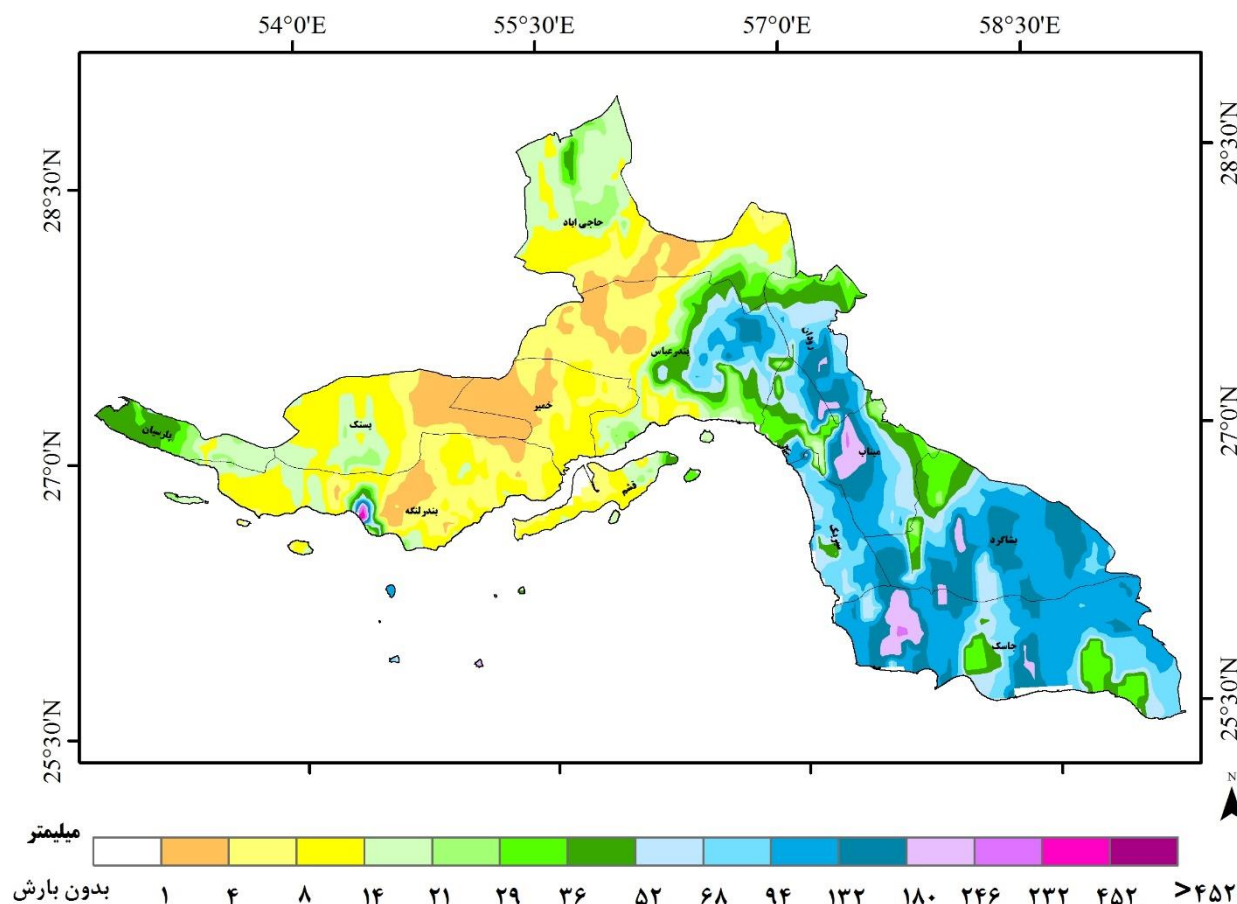 54°0'E 55°30'E 57°0'E 58°30'E
28°30'N
28°30'N
حاجی اباد
رودان
بندرعباس
خمیر
27°0'N
پارسیان
بستک
میناب
27°0'N
قشم
بندرلنگه
سیریک
بشاگرد
جاسک
25°30'N
25°30'N
N
میلیمتر
بدون بارش ۱ ۴ ۸ ۱۴ ۲۱ ۲۹ ۳۶ ۵۲ ۶۸ ۹۴ ۱۳۲ ۱۸۰ ۲۴۶ ۲۳۲ ۴۵۲ >۴۵۲